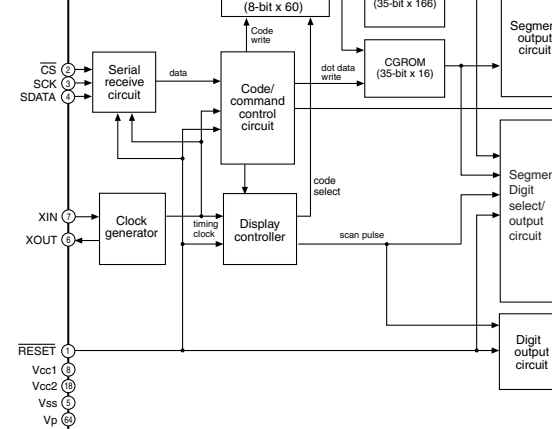 (8-bit x 60)
(35-bit x 166)
Code
write
Segmen
output
circuit
CS 2
SCK 3
SDATA 4
Serial
receive
circuit
data
Code/
command
control
circuit
dot data
write
CGROM
(35-bit x 16)
Segmen
Digit
select/
output
circuit
code
select
XIN 7
XOUT 6
Clock
generator
timing
clock
Display
controller
scan pulse
RESET 1
Digit
output
circuit
Vcc1 8
Vcc2 18
Vss 5
Vp 64